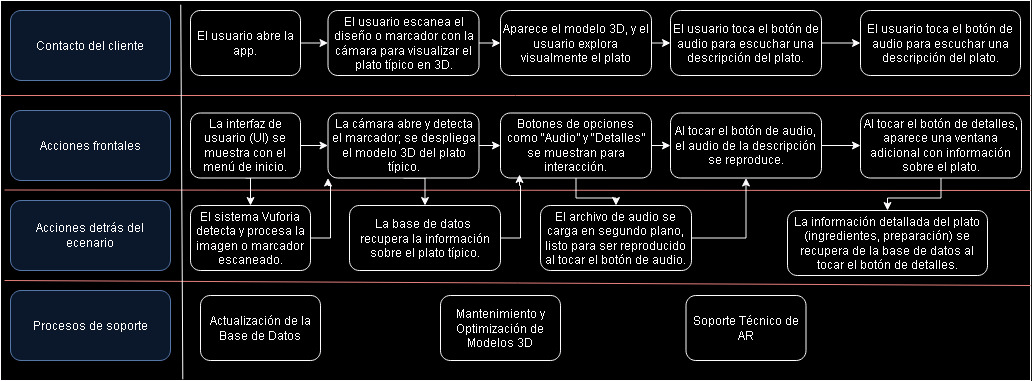 Contacto del cliente
El usuario abre la
app.
El usuario escanea el
diseño o marcador con la
cámara para visualizar el
plato típico en 3D.
Aparece el modelo 3D, y el
usuario explora
visualmente el plato
El usuario toca el botón de
audio para escuchar una
descripción del plato.
El usuario toca el botón de
audio para escuchar una
descripción del plato.
Acciones frontales
La interfaz de
usuario (UI) se
muestra con el
menú de inicio.
La cámara abre y detecta
el marcador; se despliega
el modelo 3D del plato
típico.
Botones de opciones
como "Audio" y "Detalles"
se muestran para
interacción.
Al tocar el botón de audio,
el audio de la descripción
se reproduce.
Al tocar el botón de detalles,
aparece una ventana
adicional con información
sobre el plato.
Acciones detrás del
ecenario
El sistema Vuforia
detecta y procesa la
imagen o marcador
escaneado.
La base de datos
recupera la información
sobre el plato típico.
El archivo de audio se
carga en segundo plano,
listo para ser reproducido
al tocar el botón de audio.
La información detallada del plato
(ingredientes, preparación) se
recupera de la base de datos al
tocar el botón de detalles.
Procesos de soporte
Actualización de la
Base de Datos
Mantenimiento y
Optimización de
Modelos 3D
Soporte Técnico de
AR